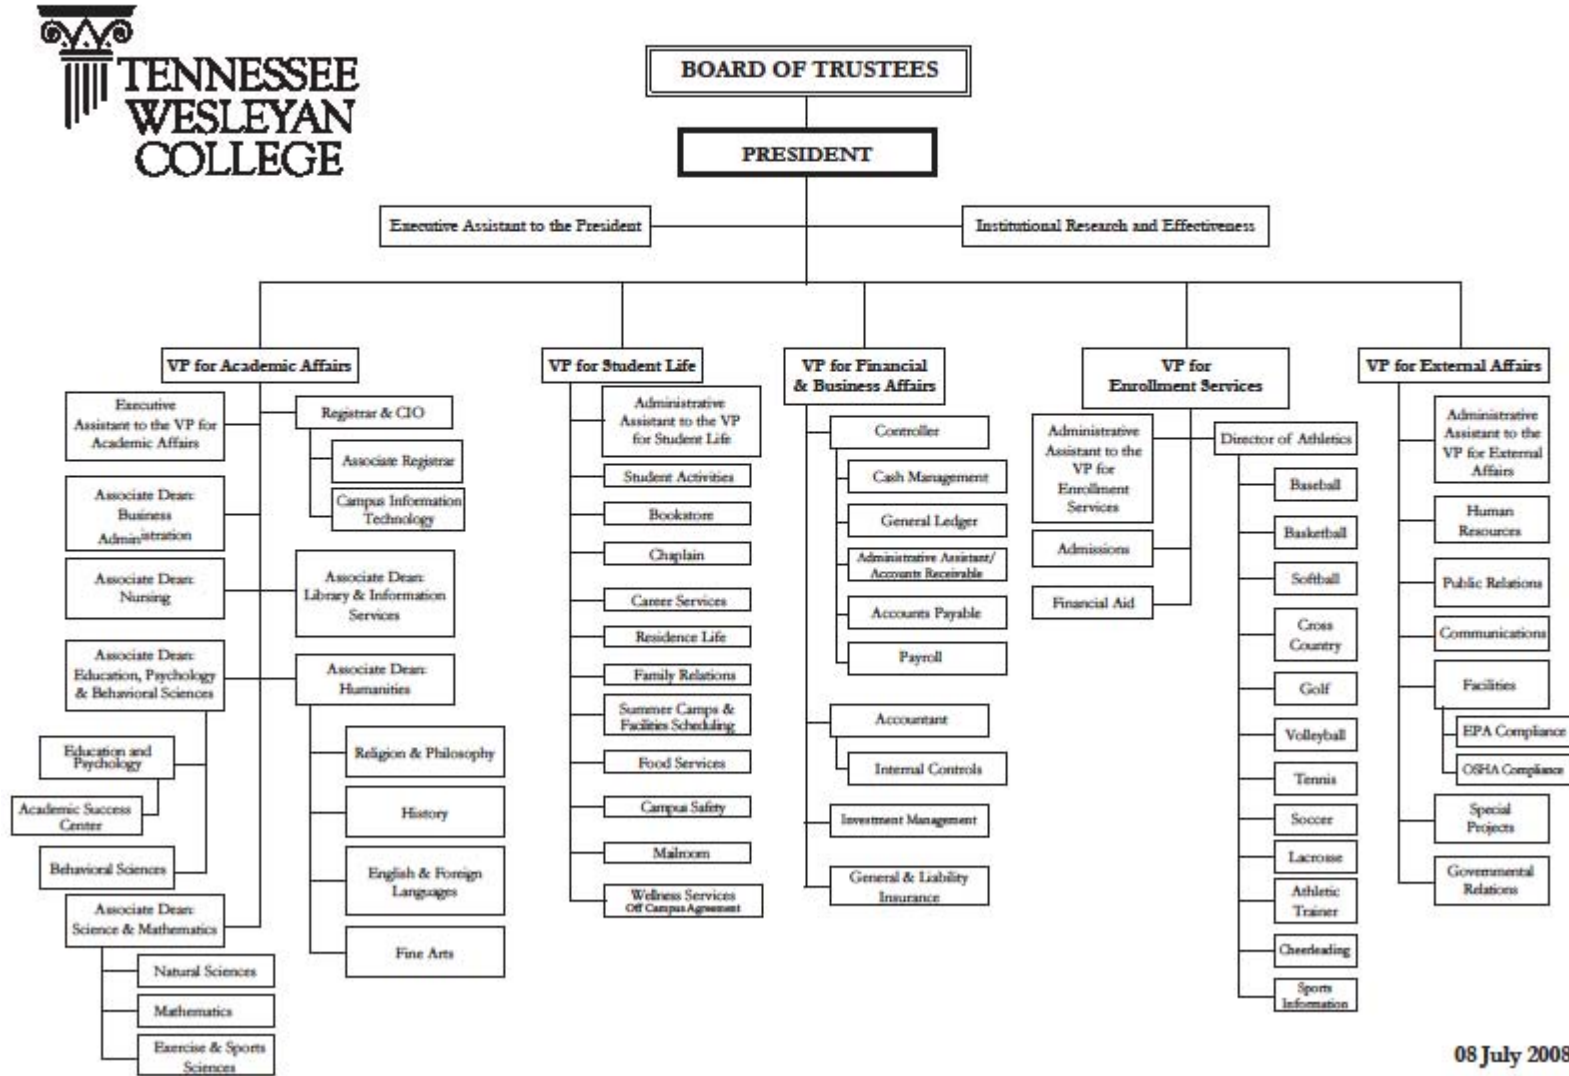 TENNESSEE
WESLEYAN
COLLEGE
BOARD OF TRUSTEES
PRESIDENT
Executive Assistant to the President
Institutional Research and Effectiveness
VP for Academic Affairs
Executive
Assistant to the VP for
Academic Affairs
Registrar & CIO
Associate Registrar
Campus Information
Technology
Associate Dean:
Business
Administration
Associate Dean:
Nursing
Associate Dean:
Library & Information
Services
Associate Dean:
Education, Psychology
& Behavioral Sciences
Education and
Psychology
Academic Success
Center
Behavioral Sciences
Associate Dean:
Humanities
Religion & Philosophy
History
English & Foreign
Languages
Fine Arts
Associate Dean:
Science & Mathematics
Natural Sciences
Mathematics
Exercise & Sports
Sciences
VP for Student Life
Administrative
Assistant to the VP
for Student Life
Student Activities
Bookstore
Chaplain
Career Services
Residence Life
Family Relations
Summer Camps &
Facilities Scheduling
Food Services
Campus Safety
Mailroom
Wellness Services
Off Campus Agreement
VP for Financial
& Business Affairs
Controller
Cash Management
General Ledger
Administrative Assistant/
Accounts Receivable
Accounts Payable
Payroll
Accountant
Internal Controls
Investment Management
General & Liability
Insurance
VP for
Enrollment Services
Administrative
Assistant to the
VP for
Enrollment
Services
Admissions
Financial Aid
Director of Athletics
Baseball
Basketball
Softball
Cross
Country
Golf
Volleyball
Tennis
Soccer
Lacrosse
Athletic
Trainer
Cheerleading
Sports
Information
VP for External Affairs
Administrative
Assistant to the
VP for External
Affairs
Human
Resources
Public Relations
Communications
Facilities
EPA Compliance
OSHA Compliance
Special
Projects
Governmental
Relations
08 July 2008